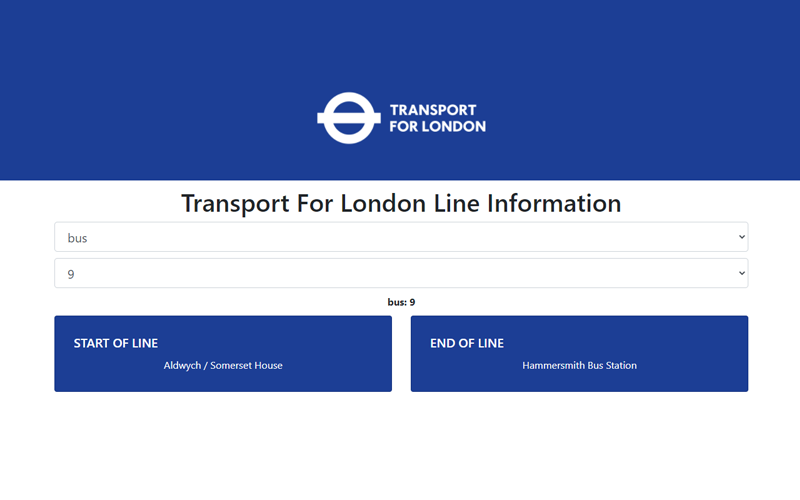 TRANSPORT
FOR LONDON
Transport For London Line Information
bus
9
bus: 9
START OF LINE
Aldwych / Somerset House
END OF LINE
Hammersmith Bus Station